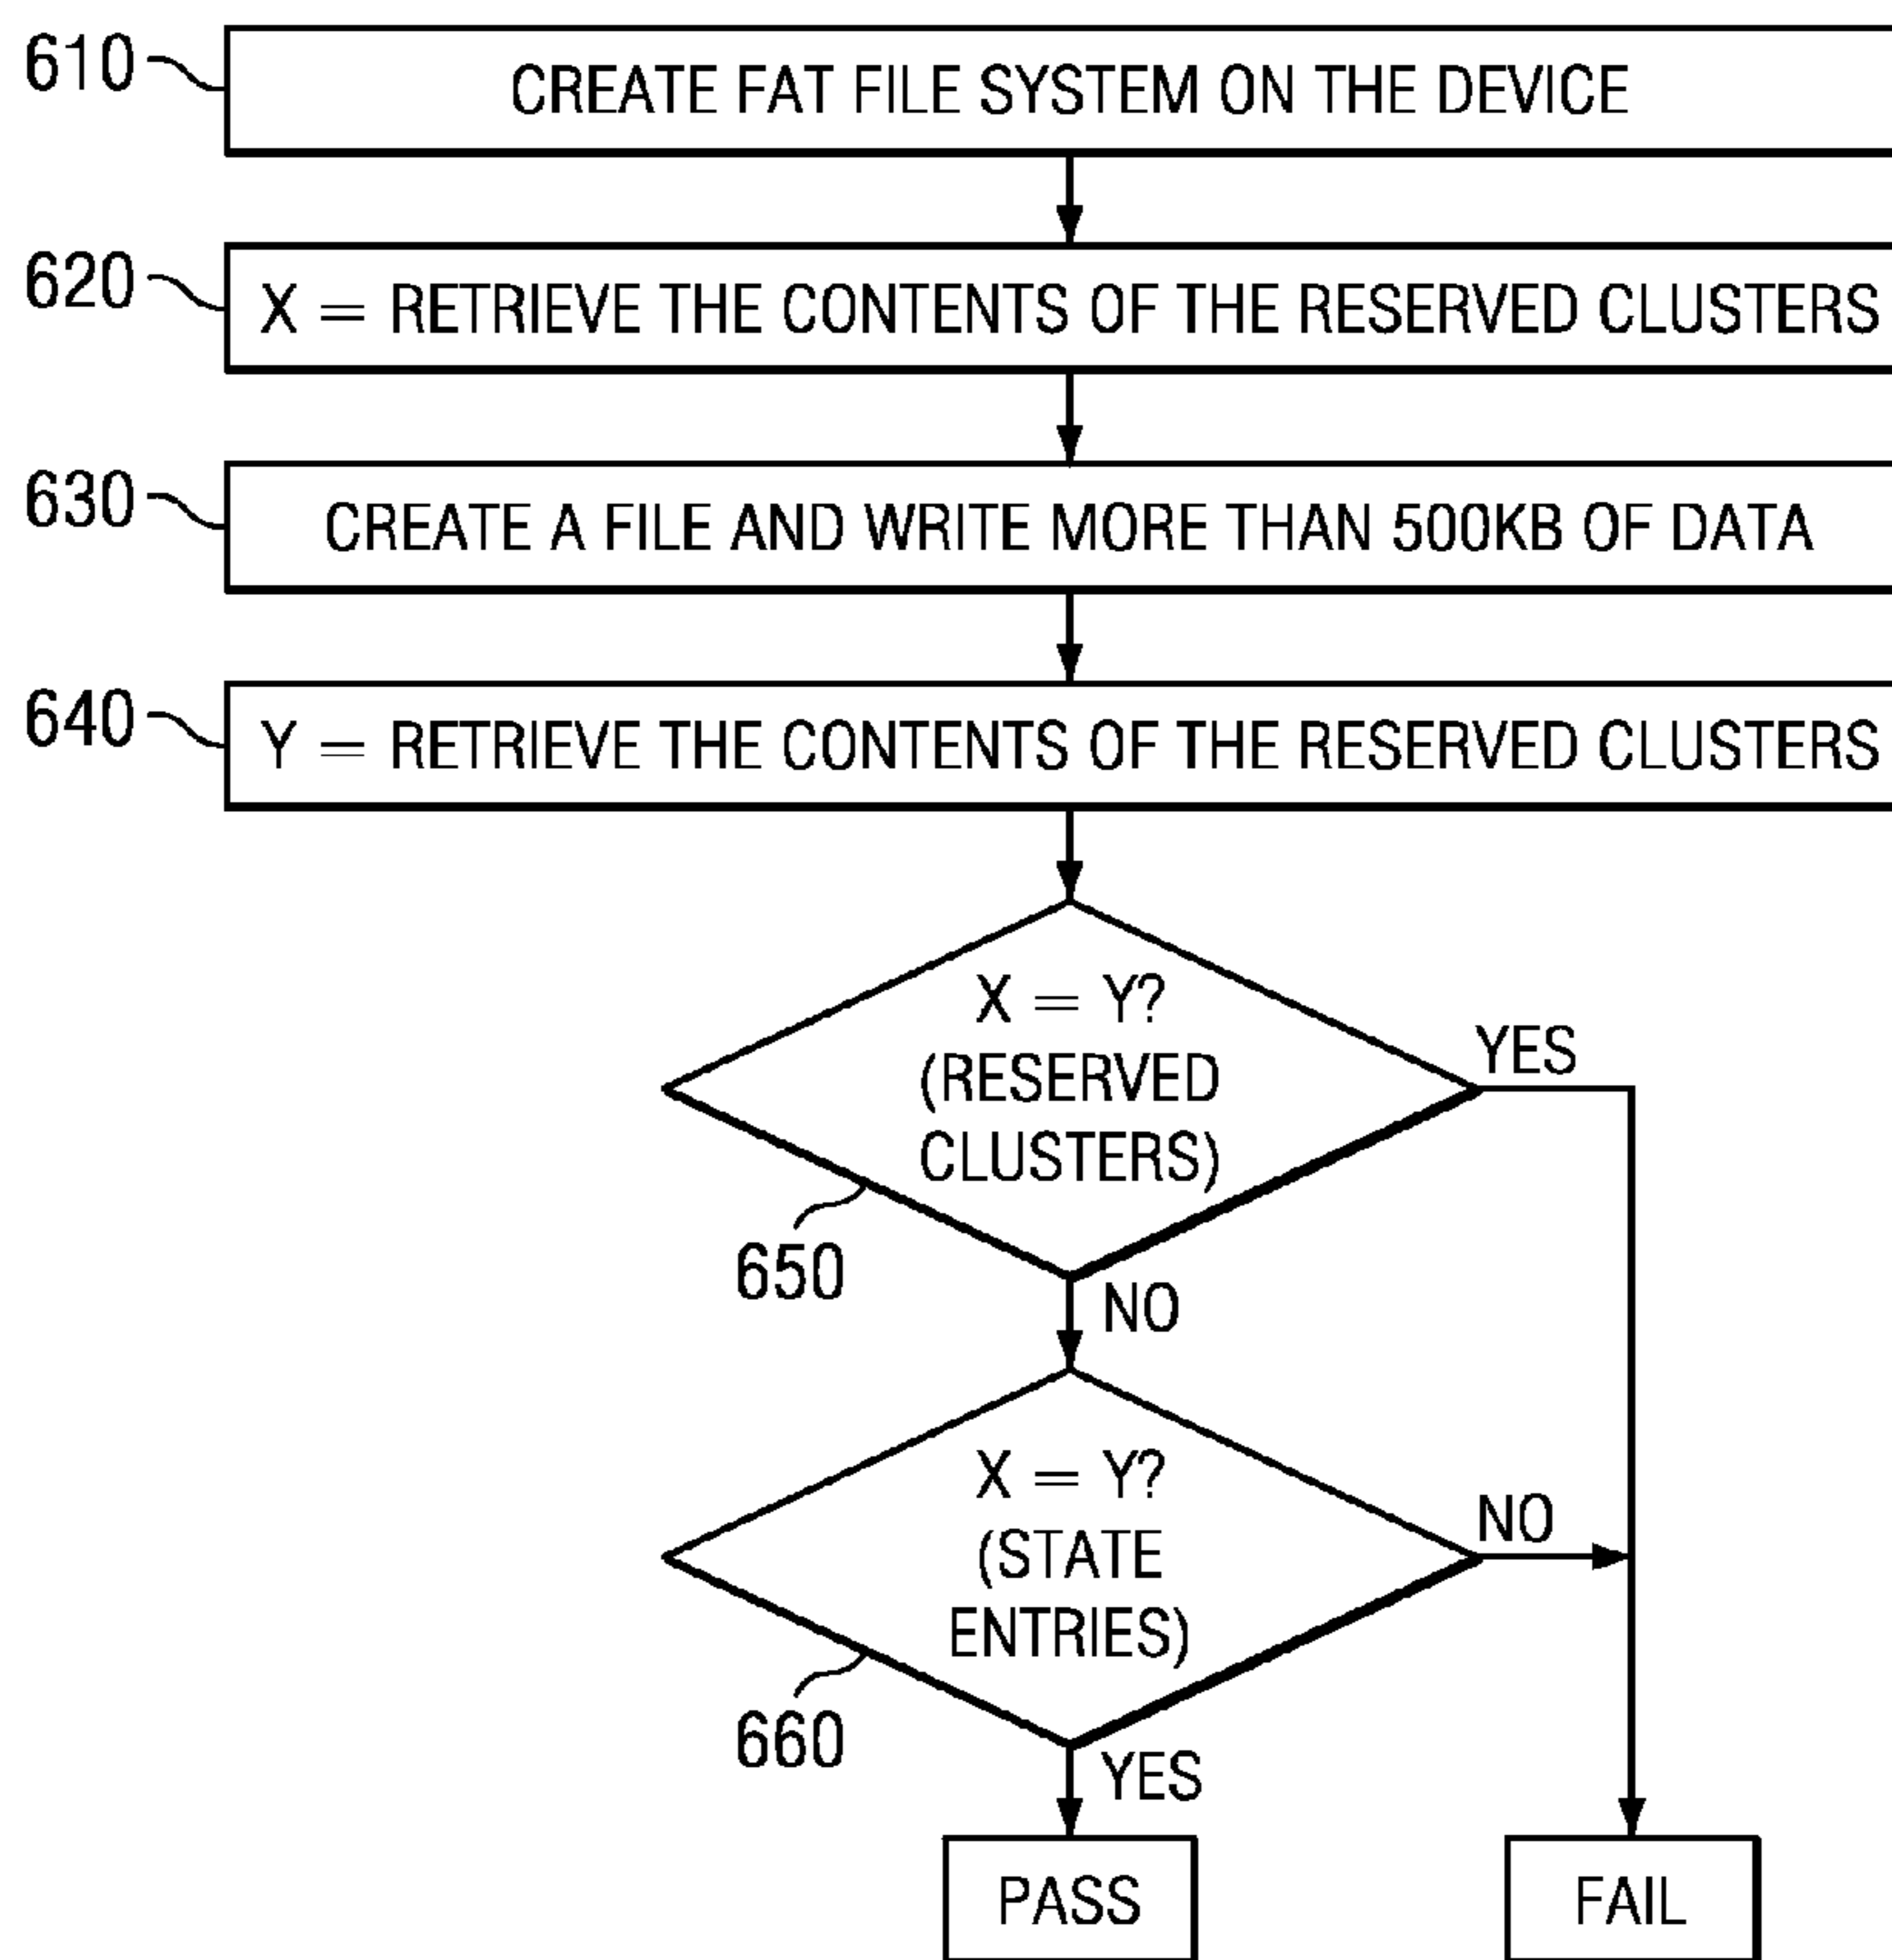 610
CREATE FAT FILE SYSTEM ON THE DEVICE
620
X = RETRIEVE THE CONTENTS OF THE RESERVED CLUSTERS
630
CREATE A FILE AND WRITE MORE THAN 500KB OF DATA
640
Y = RETRIEVE THE CONTENTS OF THE RESERVED CLUSTERS
X = Y?
(RESERVED
CLUSTERS)
YES
650
NO
X = Y?
(STATE
ENTRIES)
NO
660
YES
PASS
FAIL